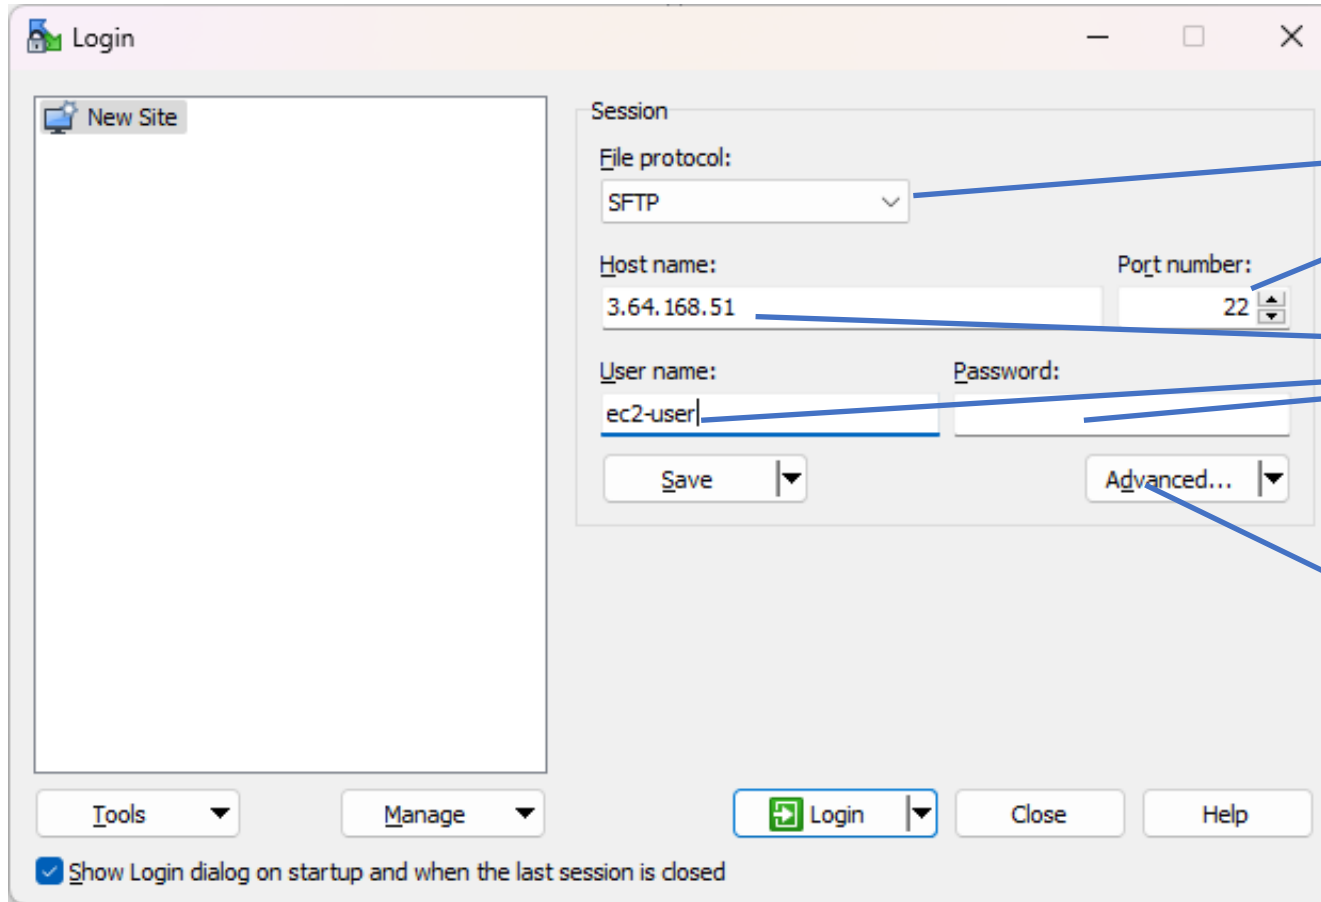 Login
New Site
Session
File protocol:
SFTP
Host name:
Port number:
3.64.168.51
22
User name:
Password:
ec2-user
Save
Advanced...
Tools
Manage
Login
Close
Help
Show Login dialog on startup and when the last session is closed